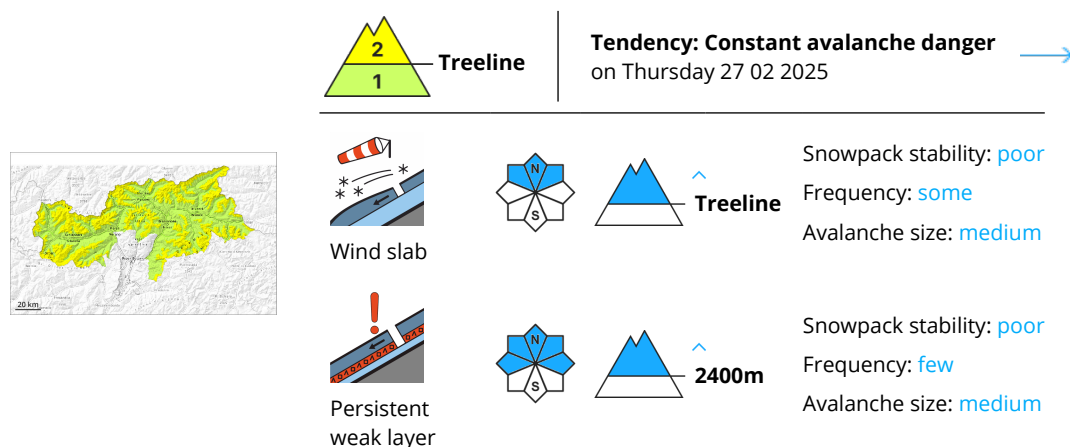 2
1
Treeline
Tendency: Constant avalanche danger
on Thursday 27 02 2025
20 km
Wind slab
N
S
Treeline
Snowpack stability: poor
Frequency: some
Avalanche size: medium
Persistent
weak layer
N
S
2400m
Snowpack stability: poor
Frequency: few
Avalanche size: medium